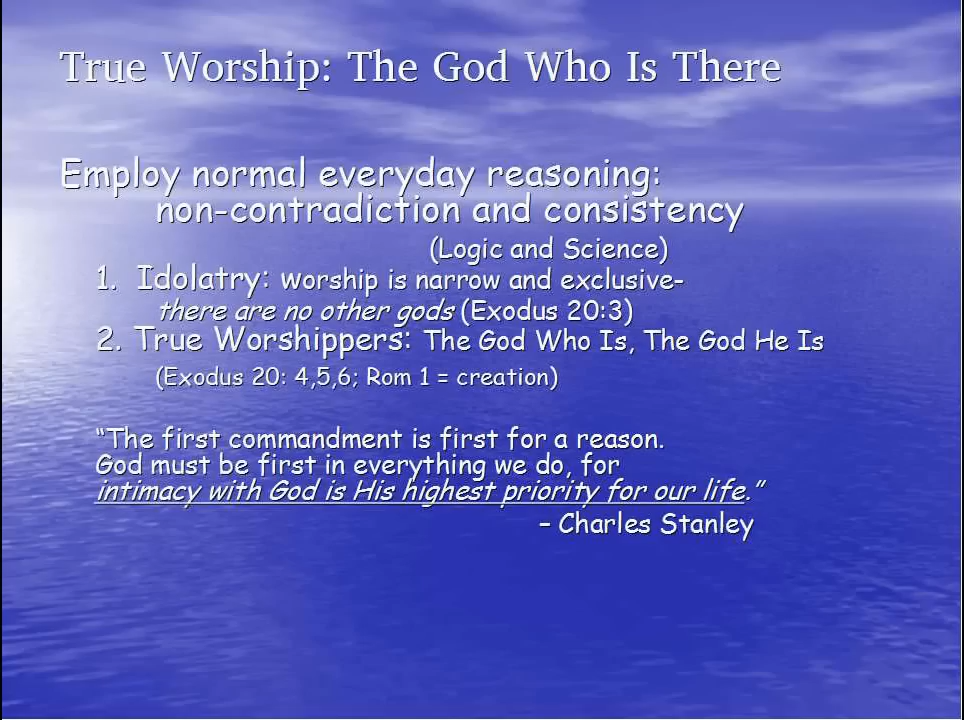 True Worship: The God Who Is There
Employ normal everyday reasoning:
non-contradiction and consistency
(Logic and Science)
1. Idolatry: worship is narrow and exclusive-
there are no other gods (Exodus 20:3)
2. True Worshippers: The God Who Is, The God He Is
(Exodus 20: 4,5,6; Rom 1 = creation)
“The first commandment is first for a reason.
God must be first in everything we do, for
intimacy with God is His highest priority for our life.”
– Charles Stanley